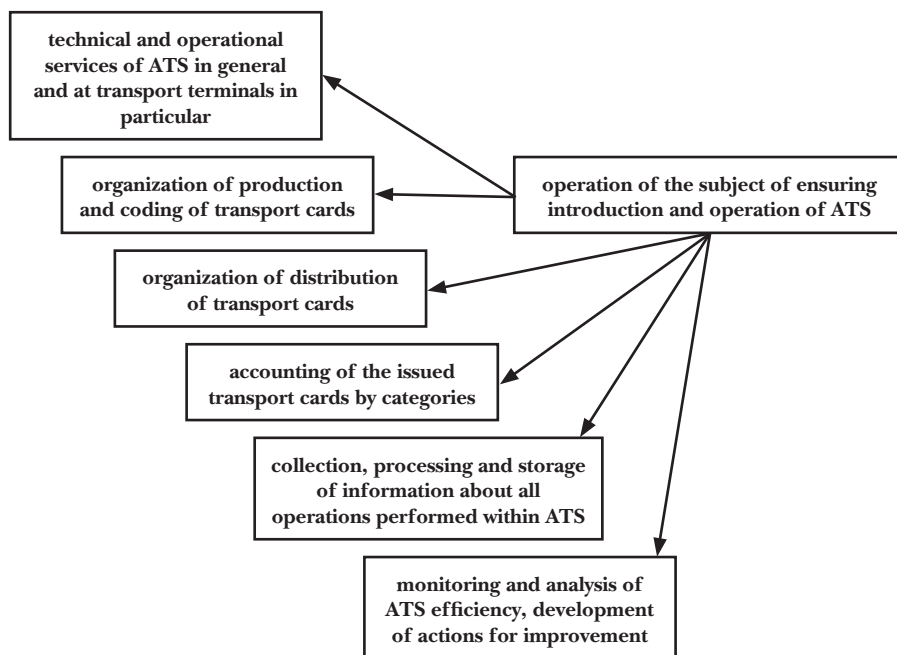 technical and operational
services of ATS in general
and at transport terminals in
particular
organization of production
and coding of transport cards
operation of the subject of ensuring
introduction and operation of ATS
organization of distribution
of transport cards
accounting of the issued
transport cards by categories
collection, processing and storage
of information about all
operations performed within ATS
monitoring and analysis of
ATS efficiency, development
of actions for improvement